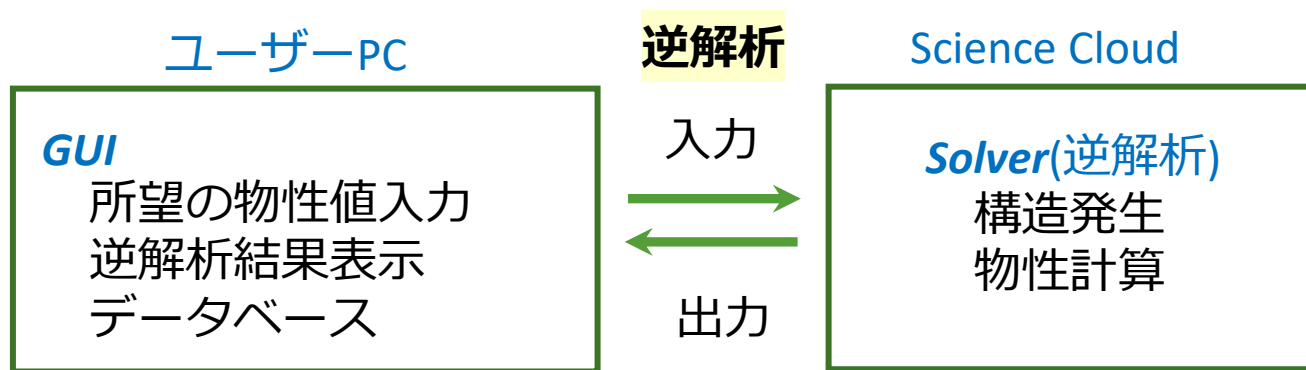 ユーザーPC
逆解析
Science Cloud
GUI
所望の物性値入力
逆解析結果表示
データベース
入力
出力
Solver(逆解析)
構造発生
物性計算